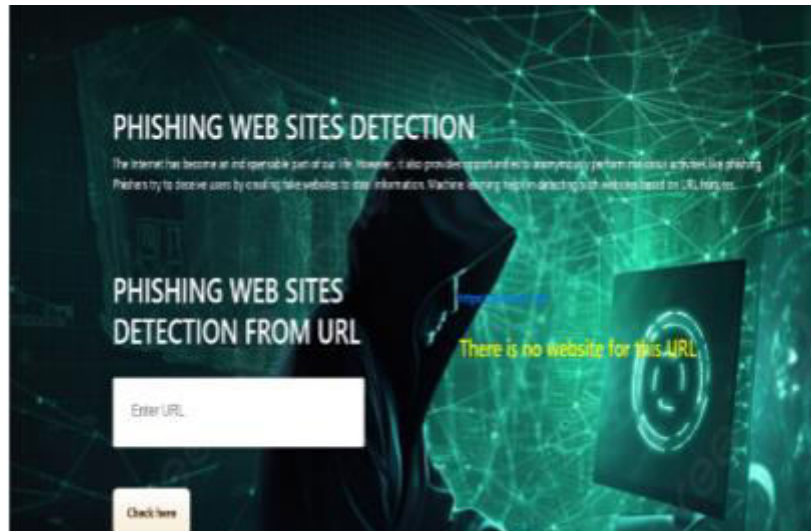 PHISHING WEB SITES DETECTION
The Internet has become an indispensable part of our life. However, it also provides opportunities to anonymously perform malicious activities like phishing.
Phishers try to deceive users by creating fake websites to steal information. Machine learning help in detecting such websites based on URL features.
PHISHING WEB SITES
DETECTION FROM URL
There is no website for this URL
Enter URL
Check here